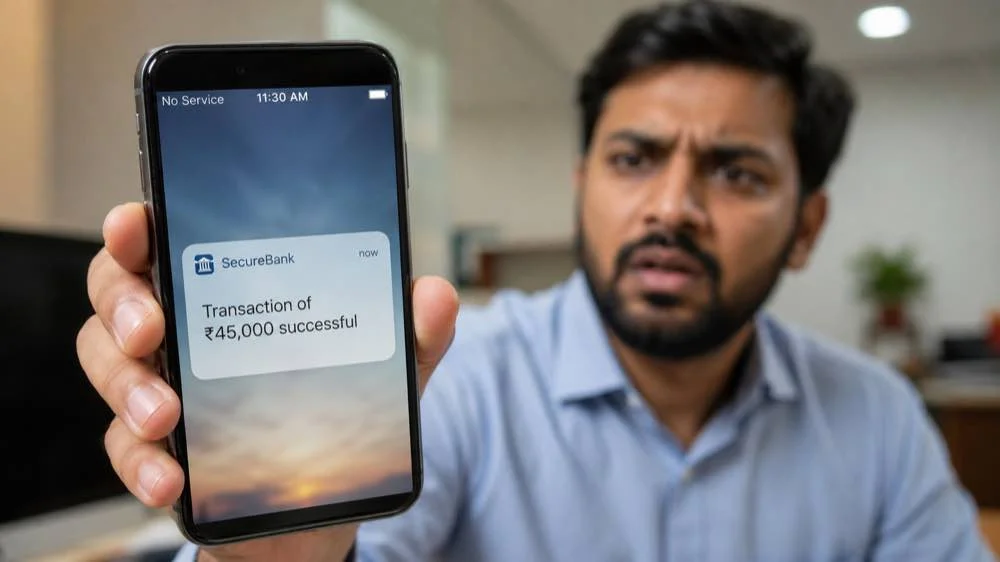 No Service 11:30 AM
SecureBank now
Transaction of
₹45,000 successful